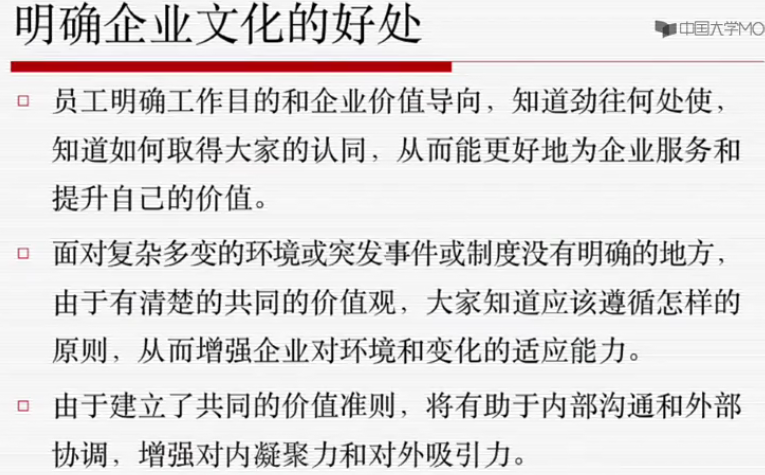 明确企业文化的好处
中国大学MO
员工明确工作目的和企业价值导向，知道劲往何处使，
知道如何取得大家的认同，从而能更好地为企业服务和
提升自己的价值。
面对复杂多变的环境或突发事件或制度没有明确的地方，
由于有清楚的共同的价值观，大家知道应该遵循怎样的
原则，从而增强企业对环境和变化的适应能力。
由于建立了共同的价值准则，将有助于内部沟通和外部
协调，增强对内凝聚力和对外吸引力。